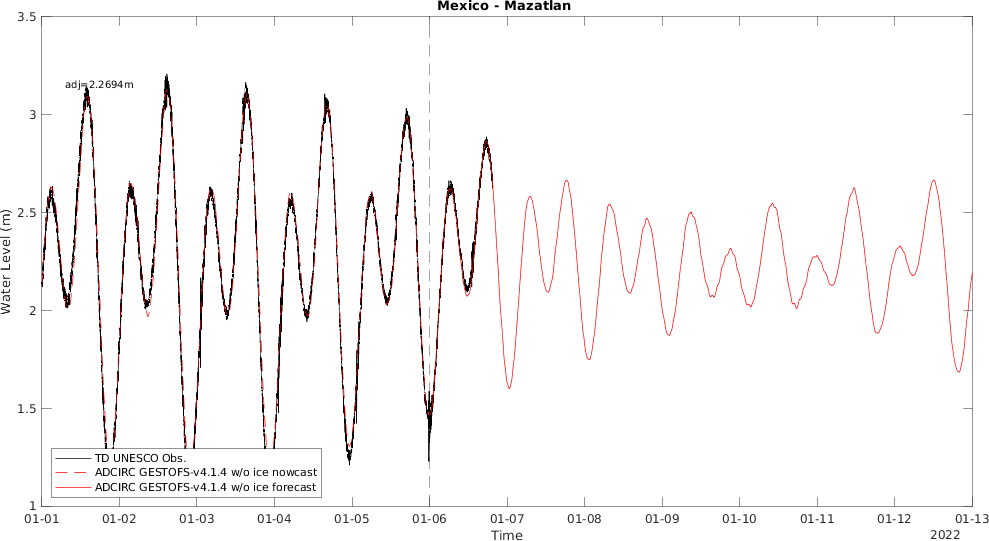 Mexico - Mazatlan
3.5
3
2.5
2
1.5
1
Water Level (m)
adj=2.2694m
TD UNESCO Obs.
ADCIRC GESTOFS-v4.1.4 w/o ice nowcast
ADCIRC GESTOFS-v4.1.4 w/o ice forecast
01-01 01-02 01-03 01-04 01-05 01-06 01-07 01-08 01-09 01-10 01-11 01-12 01-13
Time
2022